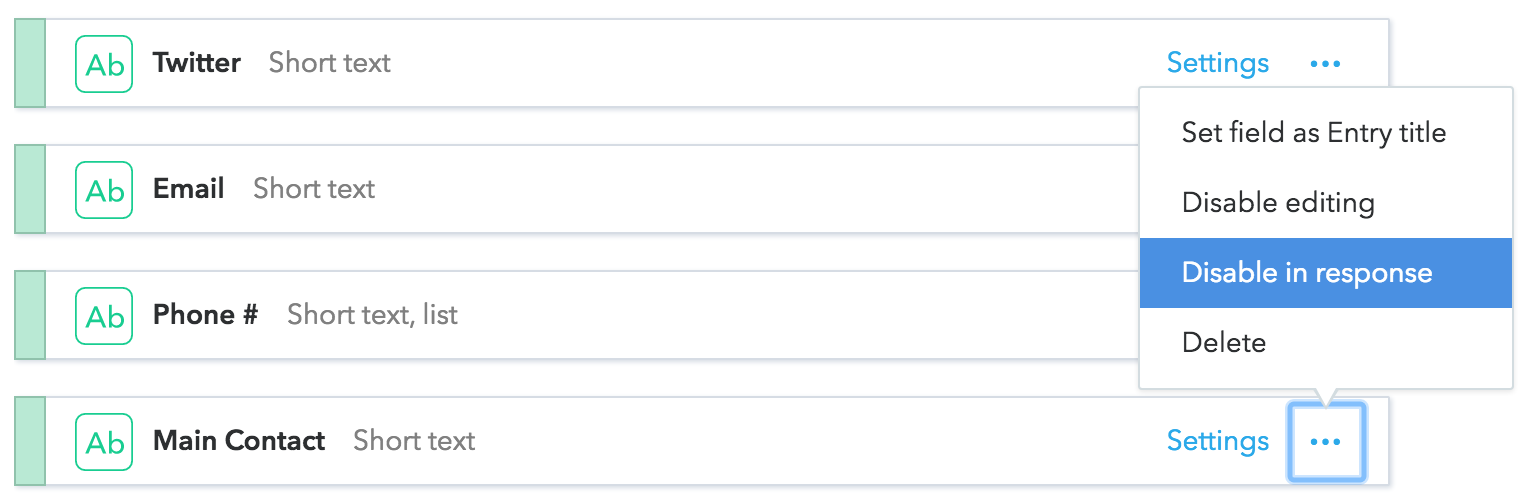 Ab Twitter Short text Settings •••
Set field as Entry title
Ab Email Short text
Disable editing
Disable in response
Ab Phone # Short text, list
Delete
Ab Main Contact Short text Settings •••